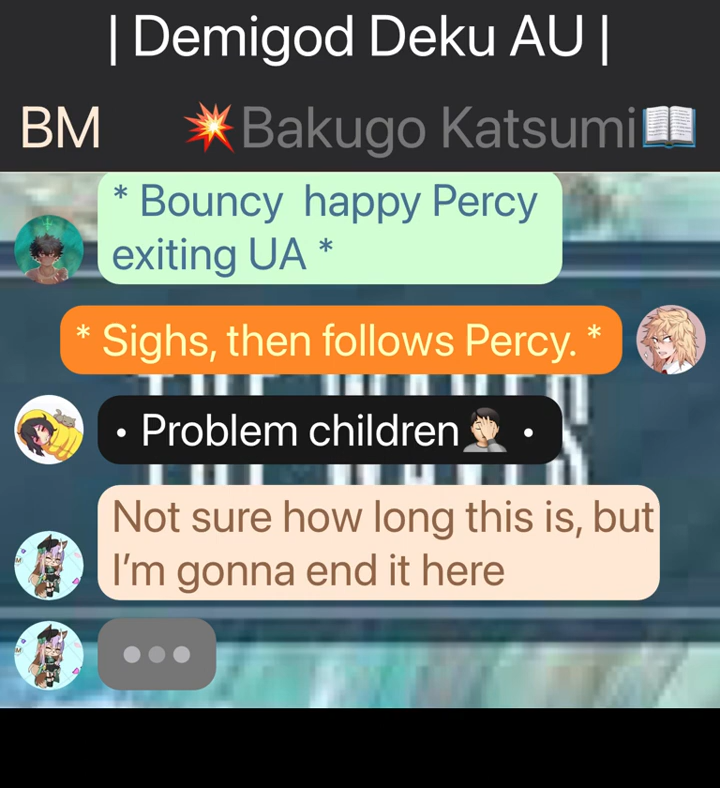 | Demigod Deku AU |
BM 💥Bakugo Katsumi📖
* Bouncy  happy Percy
exiting UA *
* Sighs, then follows Percy. *
• Problem children🤦🏻‍♂️ •
Not sure how long this is, but
I’m gonna end it here